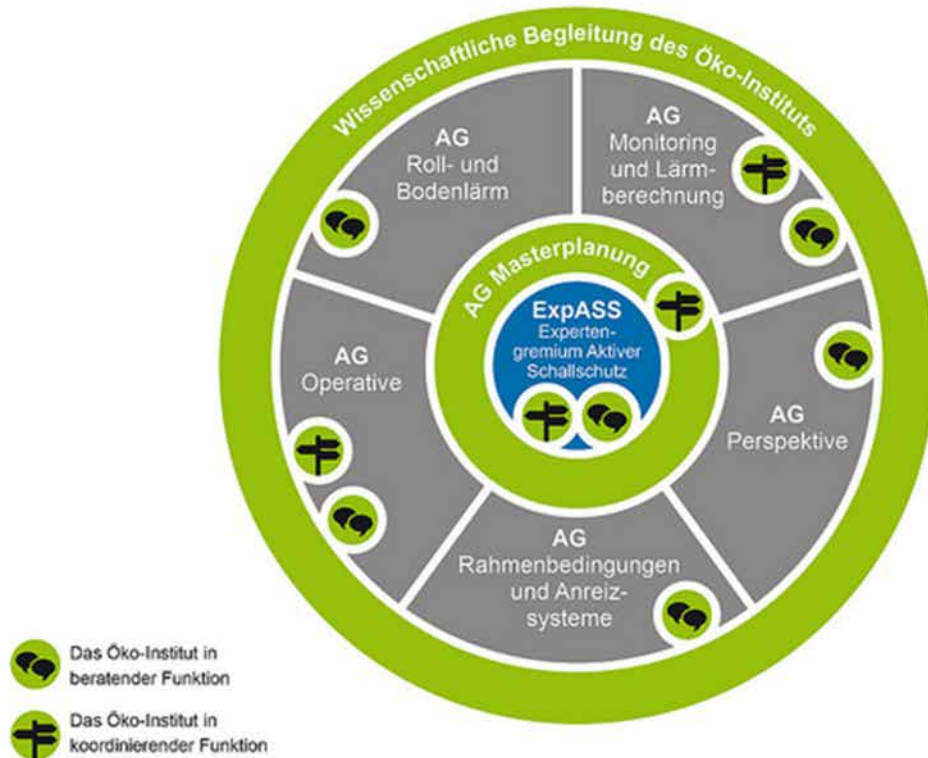 Wissenschaftliche Begleitung des Öko-Instituts
AG
Roll- und
Bodenlärm
AG
Monitoring
und Lärm-
berechnung
AG Masterplanung
ExpASS
Experten-
gremium Aktiver
Schallschutz
AG
Operative
AG
Perspektive
AG
Rahmenbedingungen
und Anreiz-
systeme
Das Öko-Institut in
beratender Funktion
Das Öko-Institut in
koordinierender Funktion